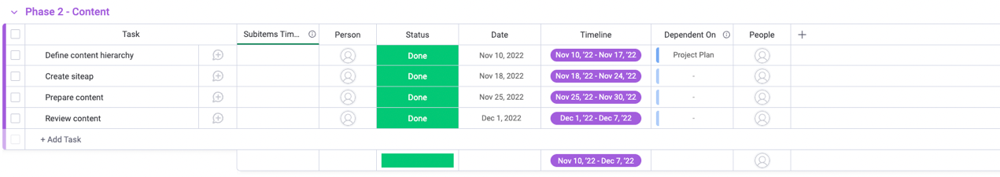 Phase 2 - Content
Task Subitems Tim... Person Status Date Timeline Dependent On People
Define content hierarchy Done Nov 10, 2022 Nov 10, '22 - Nov 17, '22 Project Plan
Create siteap Done Nov 18, 2022 Nov 18, '22 - Nov 24, '22 -
Prepare content Done Nov 25, 2022 Nov 25, '22 - Nov 30, '22 -
Review content Done Dec 1, 2022 Dec 1, '22 - Dec 7, '22 -
+ Add Task
Nov 10, '22 - Dec 7, '22